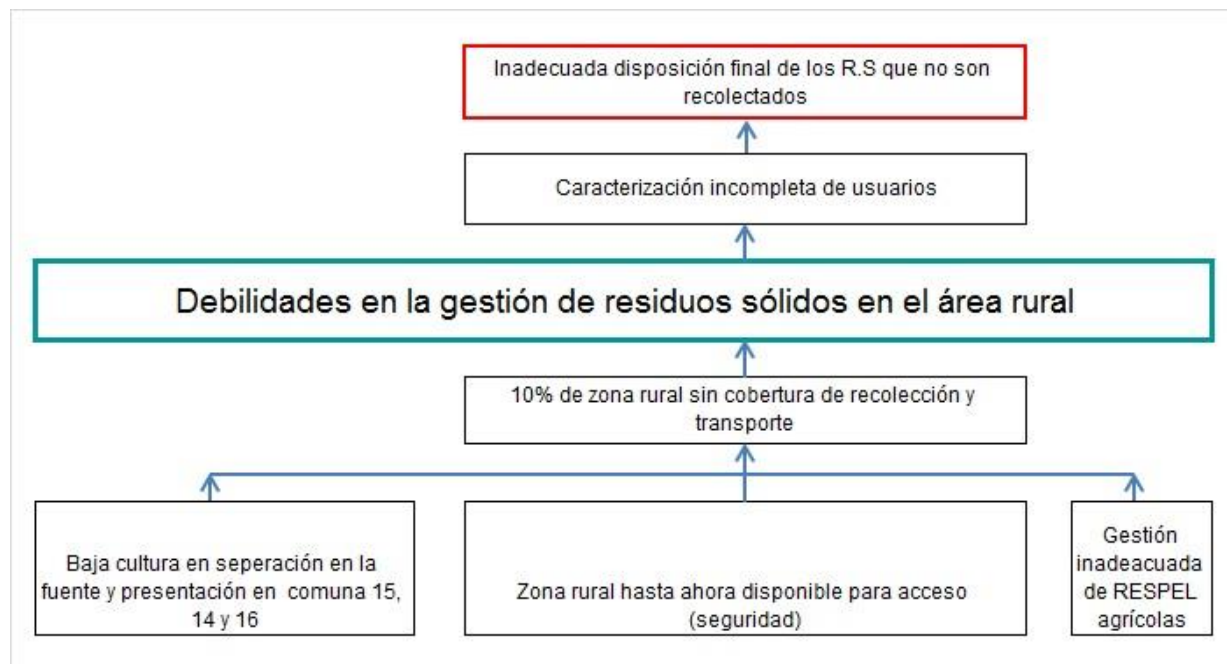 Inadecuada disposición final de los R.S que no son
recolectados
Caracterización incompleta de usuarios
Debilidades en la gestión de residuos sólidos en el área rural
10% de zona rural sin cobertura de recolección y
transporte
Baja cultura en seperación en la
fuente y presentación en comuna 15,
14 y 16
Zona rural hasta ahora disponible para acceso
(seguridad)
Gestión
inadeacuada
de RESPEL
agrícolas